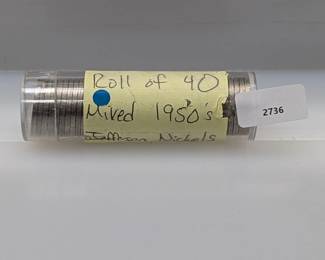 Roll of 40
Mixed 1950's
Jefferson Nickels
2736